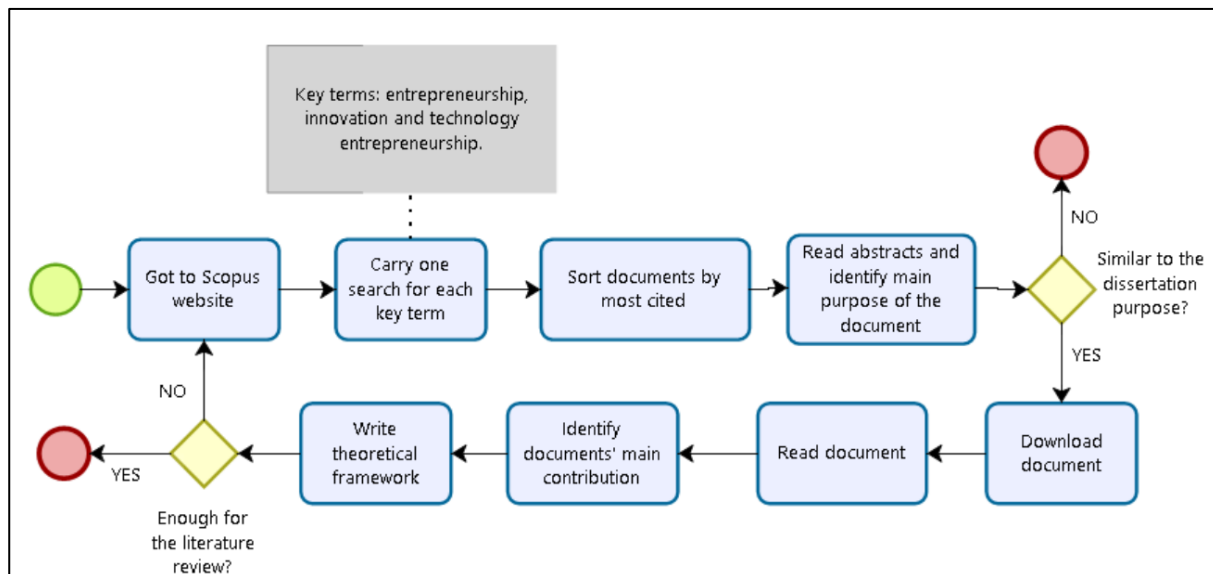 Key terms: entrepreneurship,
innovation and technology
entrepreneurship.
Got to Scopus
website
Carry one
search for each
key term
Sort documents by
most cited
Read abstracts and
identify main
purpose of the
document
NO
Similar to the
dissertation
purpose?
YES
Download
document
Read document
Identify
documents' main
contribution
Write
theoretical
framework
NO
YES
Enough for
the literature
review?